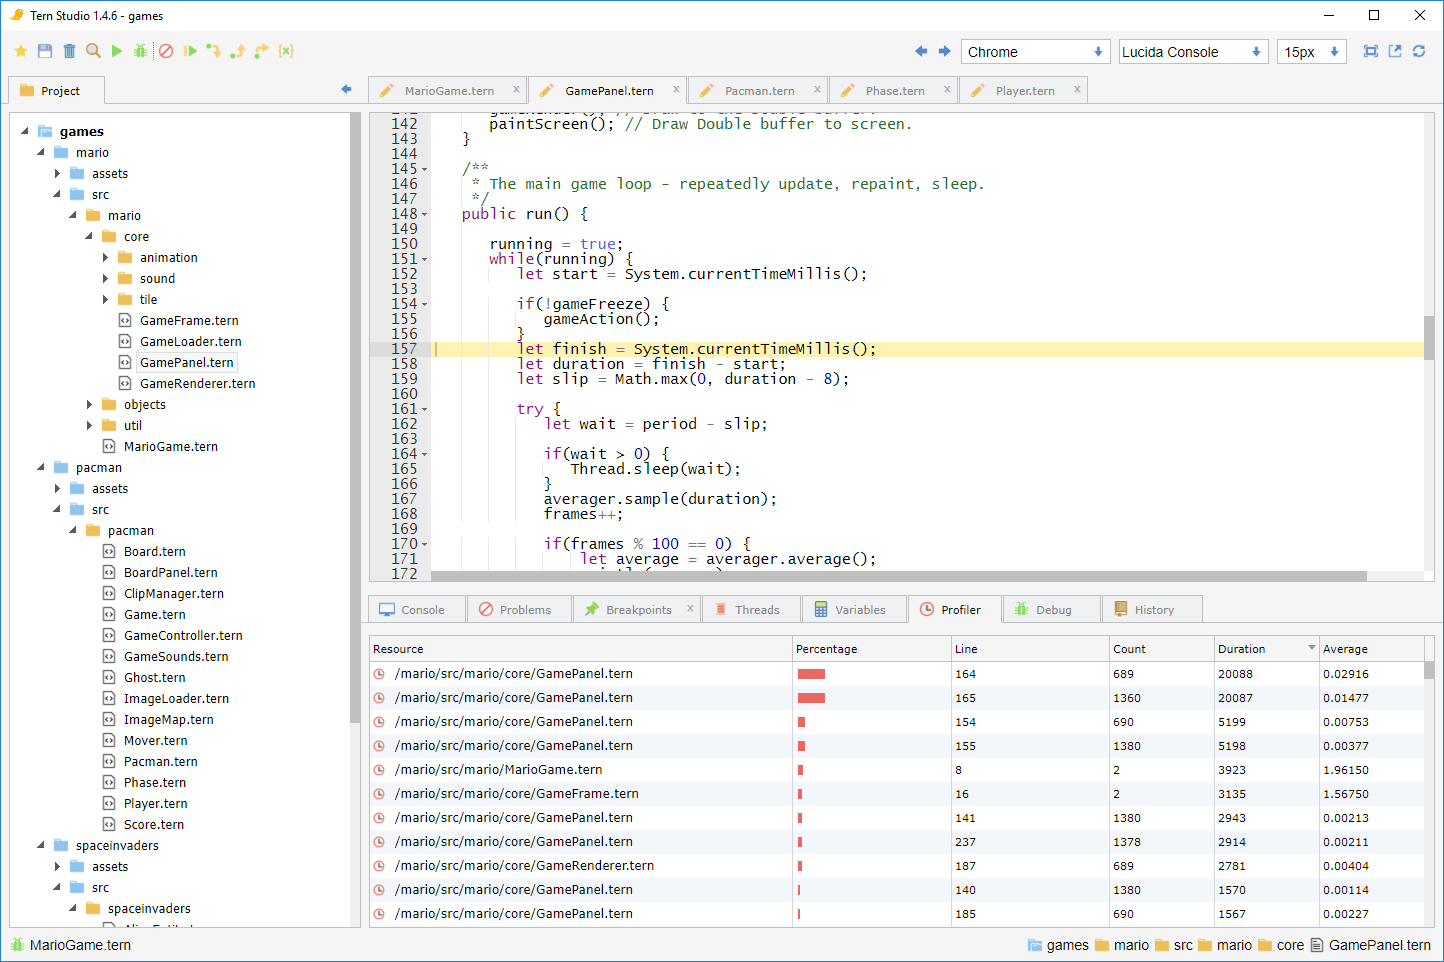 Tern Studio 1.4.6 - games
Chrome
Lucida Console
15px
Project
MarioGame.tern
GamePanel.tern
Pacman.tern
Phase.tern
Player.tern
games
mario
assets
src
mario
core
animation
sound
tile
GameFrame.tern
GameLoader.tern
GamePanel.tern
GameRenderer.tern
objects
util
MarioGame.tern
pacman
assets
src
pacman
Board.tern
BoardPanel.tern
ClipManager.tern
Game.tern
GameController.tern
GameSounds.tern
Ghost.tern
ImageLoader.tern
ImageMap.tern
Mover.tern
Pacman.tern
Phase.tern
Player.tern
Score.tern
spaceinvaders
assets
src
spaceinvaders
142 paintScreen(); // Draw Double buffer to screen.
143 }
144
145 /**
146 * The main game loop - repeatedly update, repaint, sleep.
147 */
148 public run() {
149
150 running = true;
151 while(running) {
152 let start = System.currentTimeMillis();
153
154 if(!gameFreeze) {
155 gameAction();
156 }
157 let finish = System.currentTimeMillis();
158 let duration = finish - start;
159 let slip = Math.max(0, duration - 8);
160
161 try {
162 let wait = period - slip;
163
164 if(wait > 0) {
165 Thread.sleep(wait);
166 }
167 averager.sample(duration);
168 frames++;
169
170 if(frames % 100 == 0) {
171 let average = averager.average();
172
Console
Problems
Breakpoints
Threads
Variables
Profiler
Debug
History
Resource Percentage Line Count Duration Average
/mario/src/mario/core/GamePanel.tern 164 689 20088 0.02916
/mario/src/mario/core/GamePanel.tern 165 1360 20087 0.01477
/mario/src/mario/core/GamePanel.tern 154 690 5199 0.00753
/mario/src/mario/core/GamePanel.tern 155 1380 5198 0.00377
/mario/src/mario/MarioGame.tern 8 2 3923 1.96150
/mario/src/mario/core/GameFrame.tern 16 2 3135 1.56750
/mario/src/mario/core/GamePanel.tern 141 1380 2943 0.00213
/mario/src/mario/core/GamePanel.tern 237 1378 2914 0.00211
/mario/src/mario/core/GameRenderer.tern 187 689 2781 0.00404
/mario/src/mario/core/GamePanel.tern 140 1380 1570 0.00114
/mario/src/mario/core/GamePanel.tern 185 690 1567 0.00227
MarioGame.tern
games mario src mario core GamePanel.tern